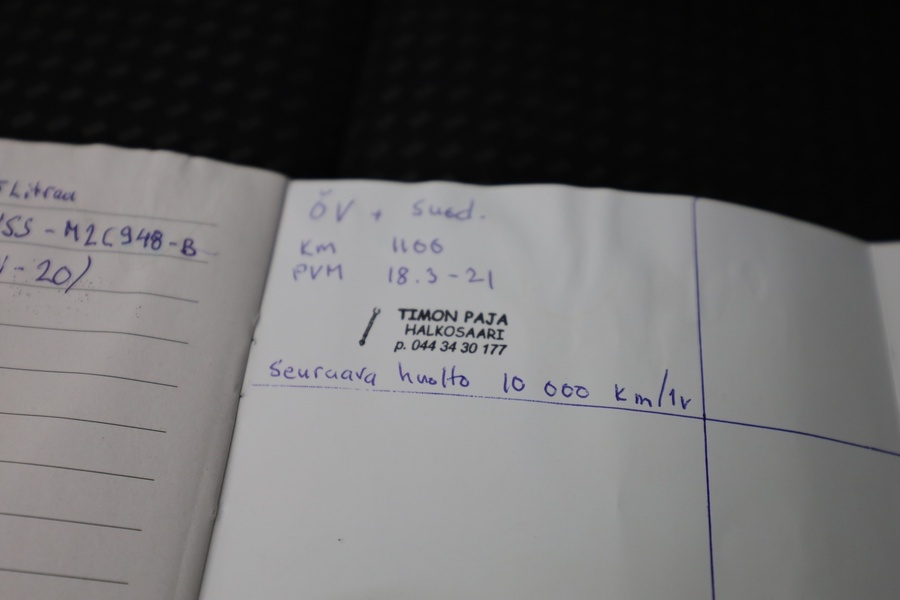 Litraa
SS-M2C948-B
-20)
ÖV + Suod.
Km 1106
PVM 18.3-21
TIMON PAJA
HALKOSAARI
p. 044 34 30 177
Seuraava huolto 10 000 km/1v